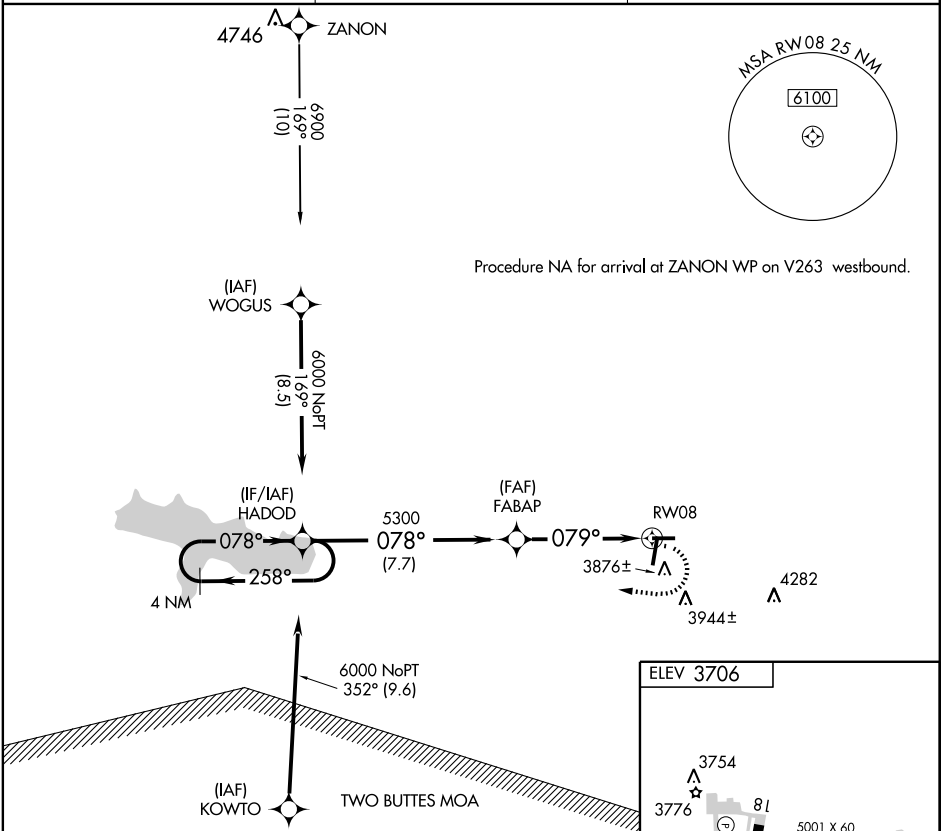 4746
ZANON
MSA RW08 25 NM
6100
6900
169°
(10)
Procedure NA for arrival at ZANON WP on V263 westbound.
(IAF)
WOGUS
6000 NoPT
169°
(8.5)
(IF/IAF)
HADOD
078°
258°
4 NM
5300
078°
(7.7)
(FAF)
FABAP
079°
RW08
3876±
3944±
4282
6000 NoPT
352° (9.6)
(IAF)
KOWTO
TWO BUTTES MOA
ELEV 3706
3754
3776
P
18
5001 X 60